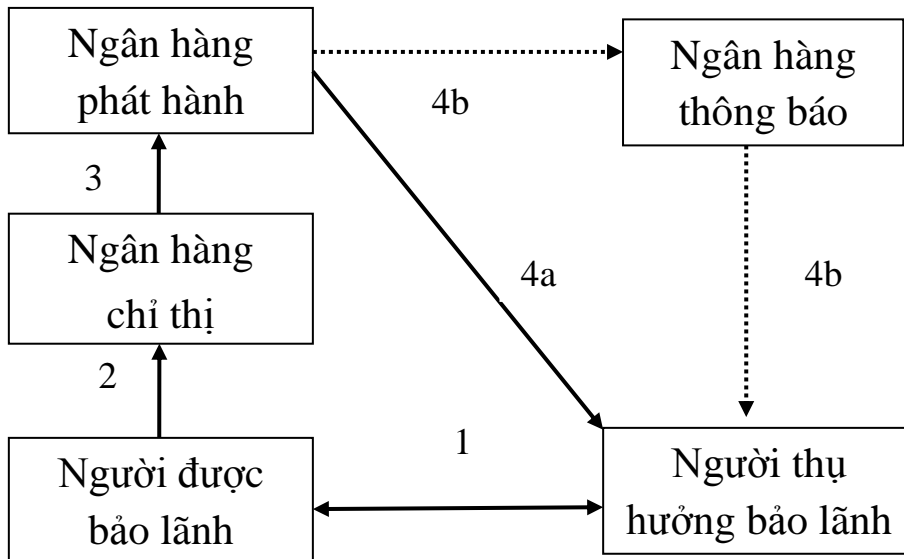 Ngân hàng
phát hành
4b
Ngân hàng
thông báo
3
Ngân hàng
chỉ thị
4a
4b
2
1
Người được
bảo lãnh
Người thụ
hưởng bảo lãnh